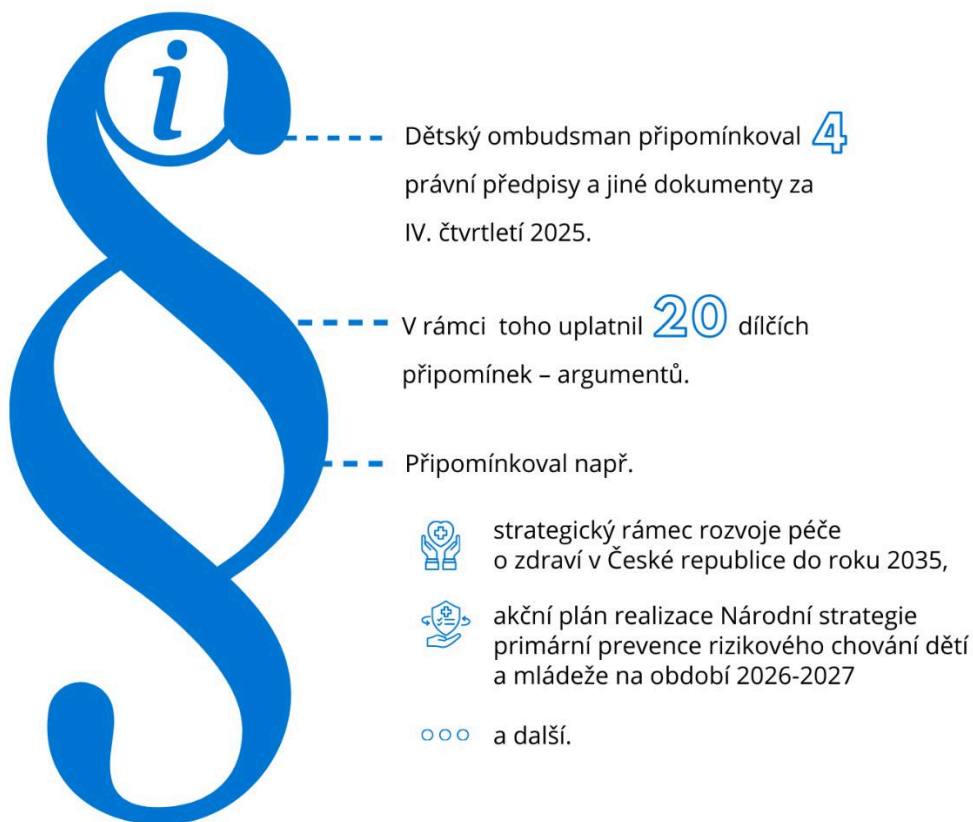 i
Dětský ombudsman připomínkoval 4
právní předpisy a jiné dokumenty za
IV. čtvrtletí 2025.
V rámci toho uplatnil 20 dílčích
připomínek – argumentů.
Připomínkoval např.
strategický rámec rozvoje péče
o zdraví v České republice do roku 2035,
akční plán realizace Národní strategie
primární prevence rizikového chování dětí
a mládeže na období 2026-2027
a další.